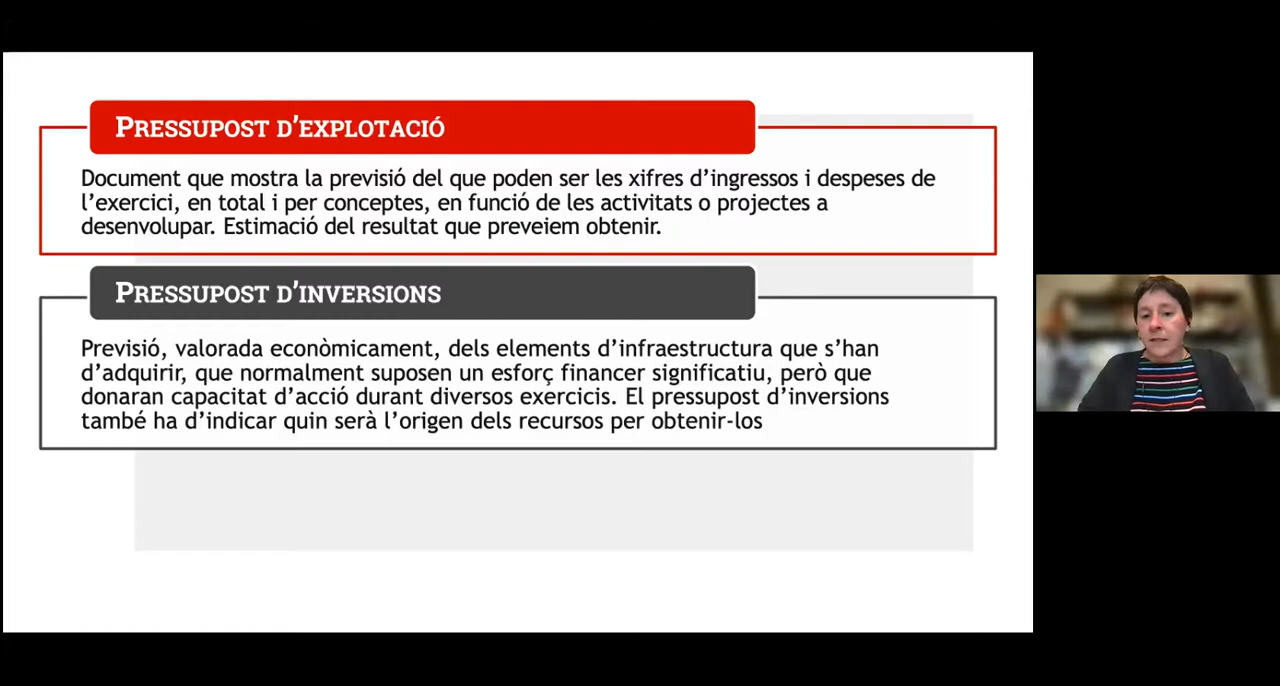 PRESSUPOST D’EXPLOTACIÓ
Document que mostra la previsió del que poden ser les xifres d’ingressos i despeses de
l’exercici, en total i per conceptes, en funció de les activitats o projectes a
desenvolupar. Estimació del resultat que preveiem obtenir.
PRESSUPOST D’INVERSIONS
Previsió, valorada econòmicament, dels elements d’infraestructura que s’han
d’adquirir, que normalment suposen un esforç financer significatiu, però que
donaran capacitat d’acció durant diversos exercicis. El pressupost d’inversions
també ha d’indicar quin serà l’origen dels recursos per obtenir-los